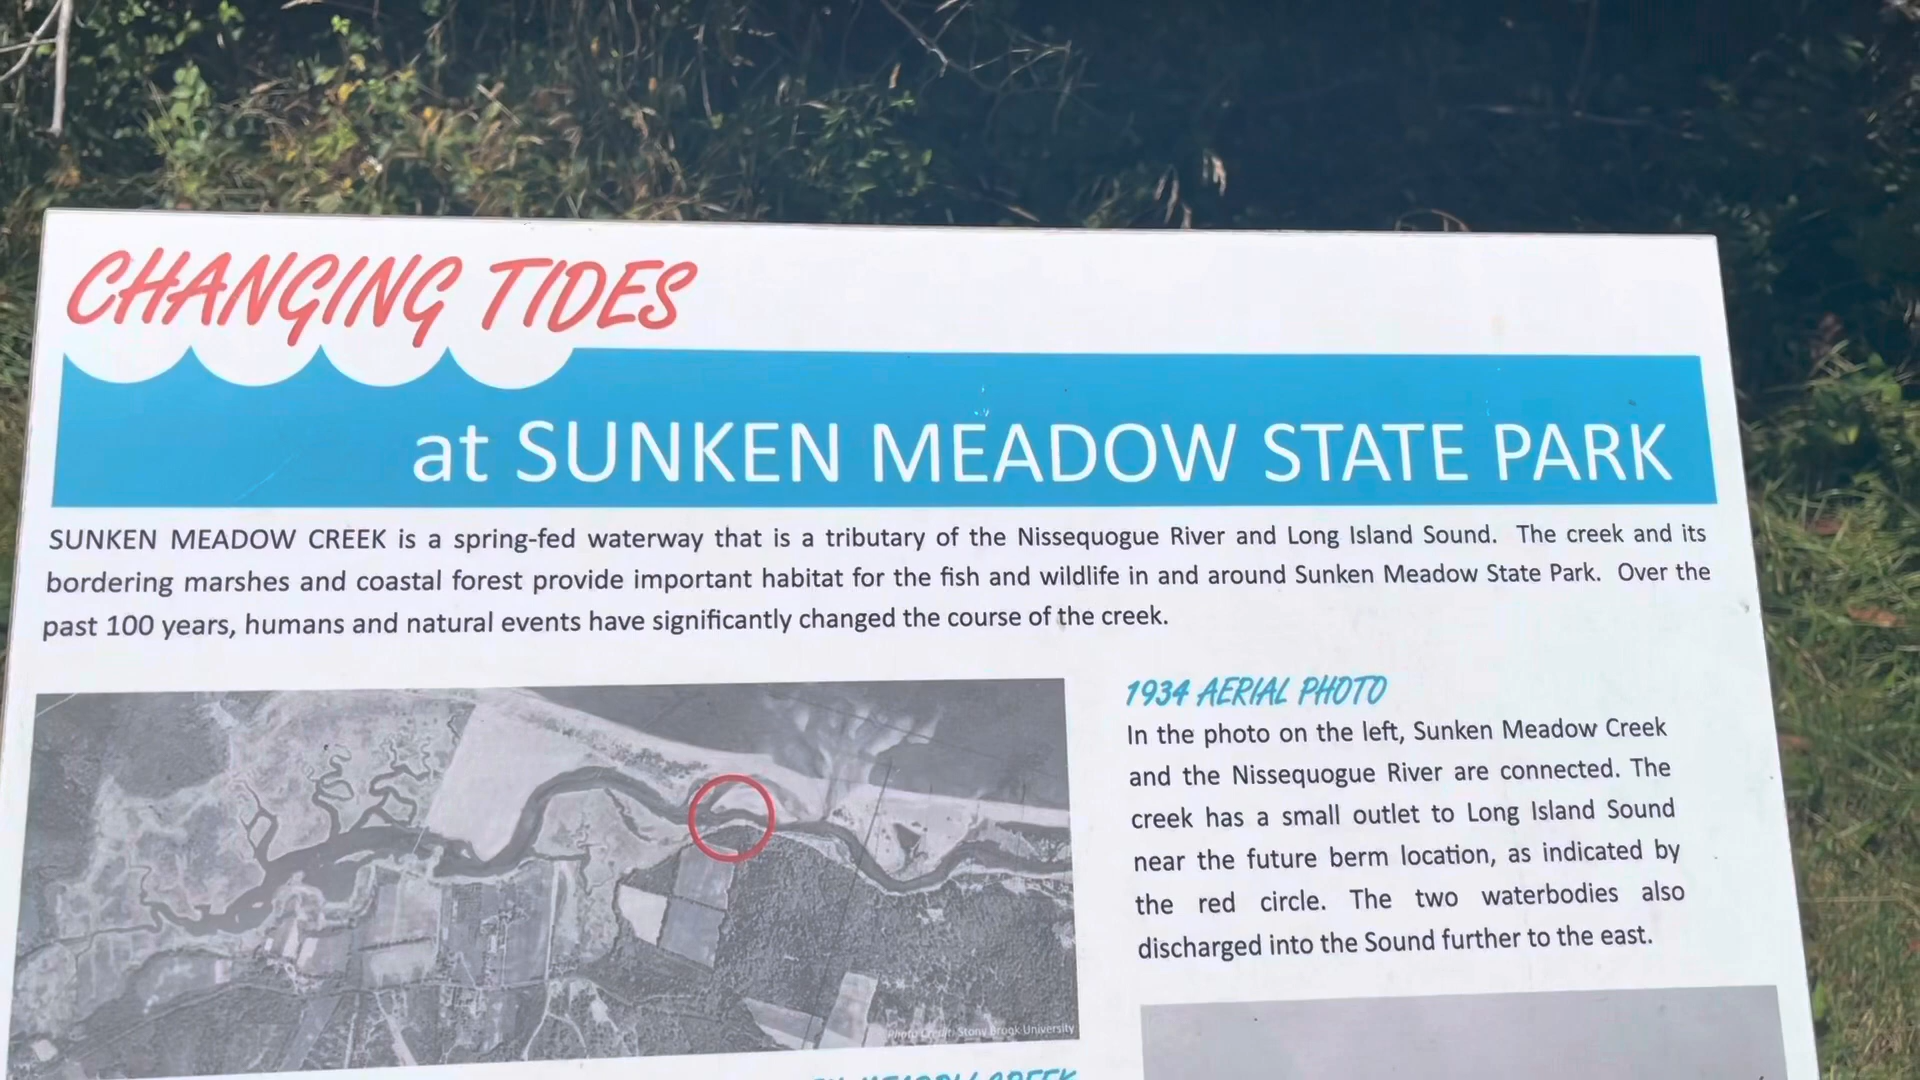 CHANGING TIDES
at SUNKEN MEADOW STATE PARK
SUNKEN MEADOW CREEK is a spring-fed waterway that is a tributary of the Nissequogue River and Long Island Sound. The creek and its
bordering marshes and coastal forest provide important habitat for the fish and wildlife in and around Sunken Meadow State Park. Over the
past 100 years, humans and natural events have significantly changed the course of the creek.
1934 AERIAL PHOTO
In the photo on the left, Sunken Meadow Creek
and the Nissequogue River are connected. The
creek has a small outlet to Long Island Sound
near the future berm location, as indicated by
the red circle. The two waterbodies also
discharged into the Sound further to the east.
Photo Credit: Stony Brook University
CREEK